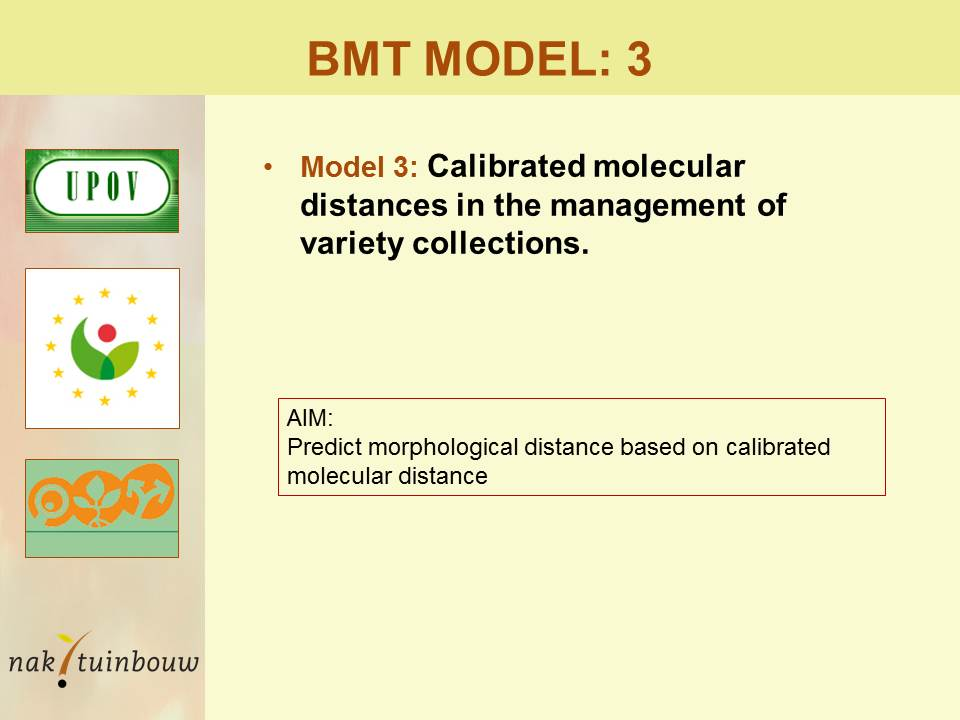 BMT MODEL: 3
UPOV
• Model 3: Calibrated molecular
distances in the management of
variety collections.
AIM:
Predict morphological distance based on calibrated
molecular distance
nak tuinbouw